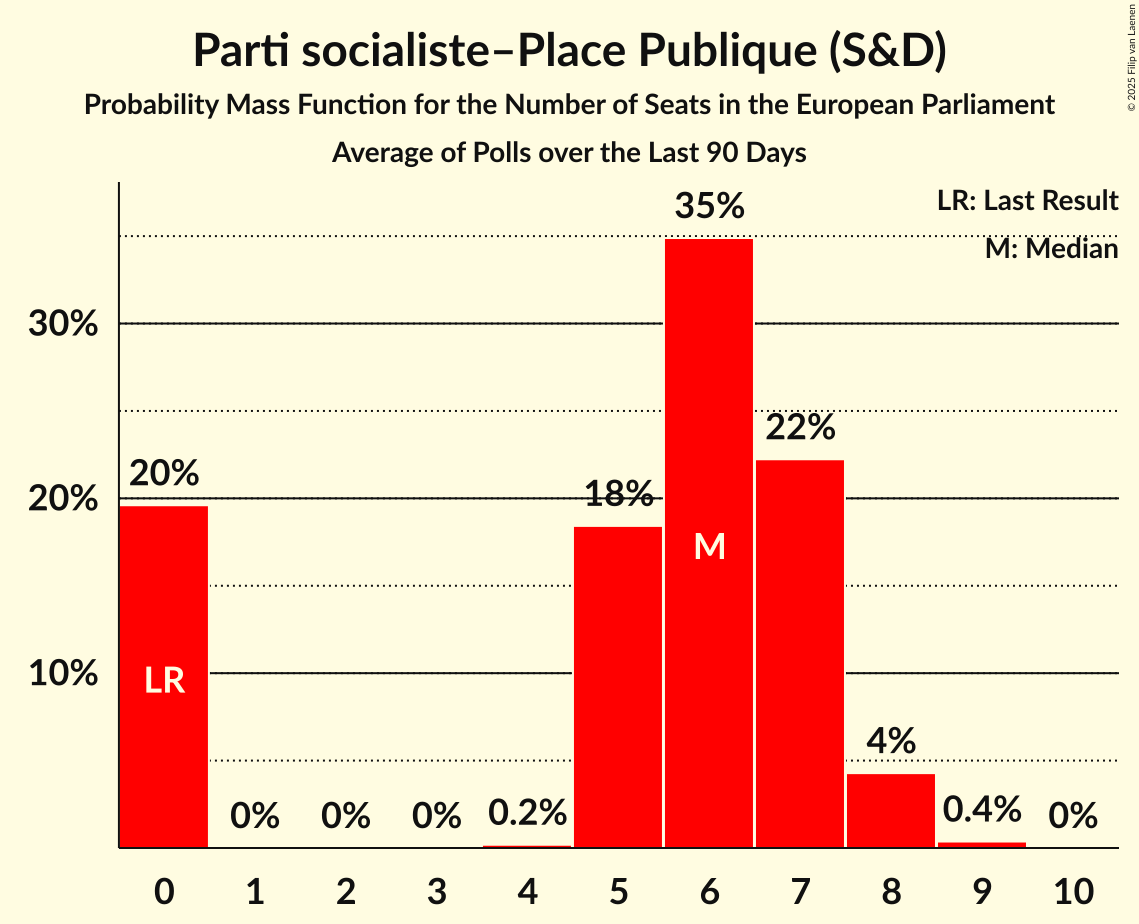 Parti socialiste–Place Publique (S&D)
Probability Mass Function for the Number of Seats in the European Parliament
Average of Polls over the Last 90 Days
© 2025 Filip van Laenen
LR: Last Result
M: Median
35%
30%
22%
20%
20%
18%
M
10%
LR
4%
0%
0%
0%
0.2%
0.4%
0%
0 1 2 3 4 5 6 7 8 9 10